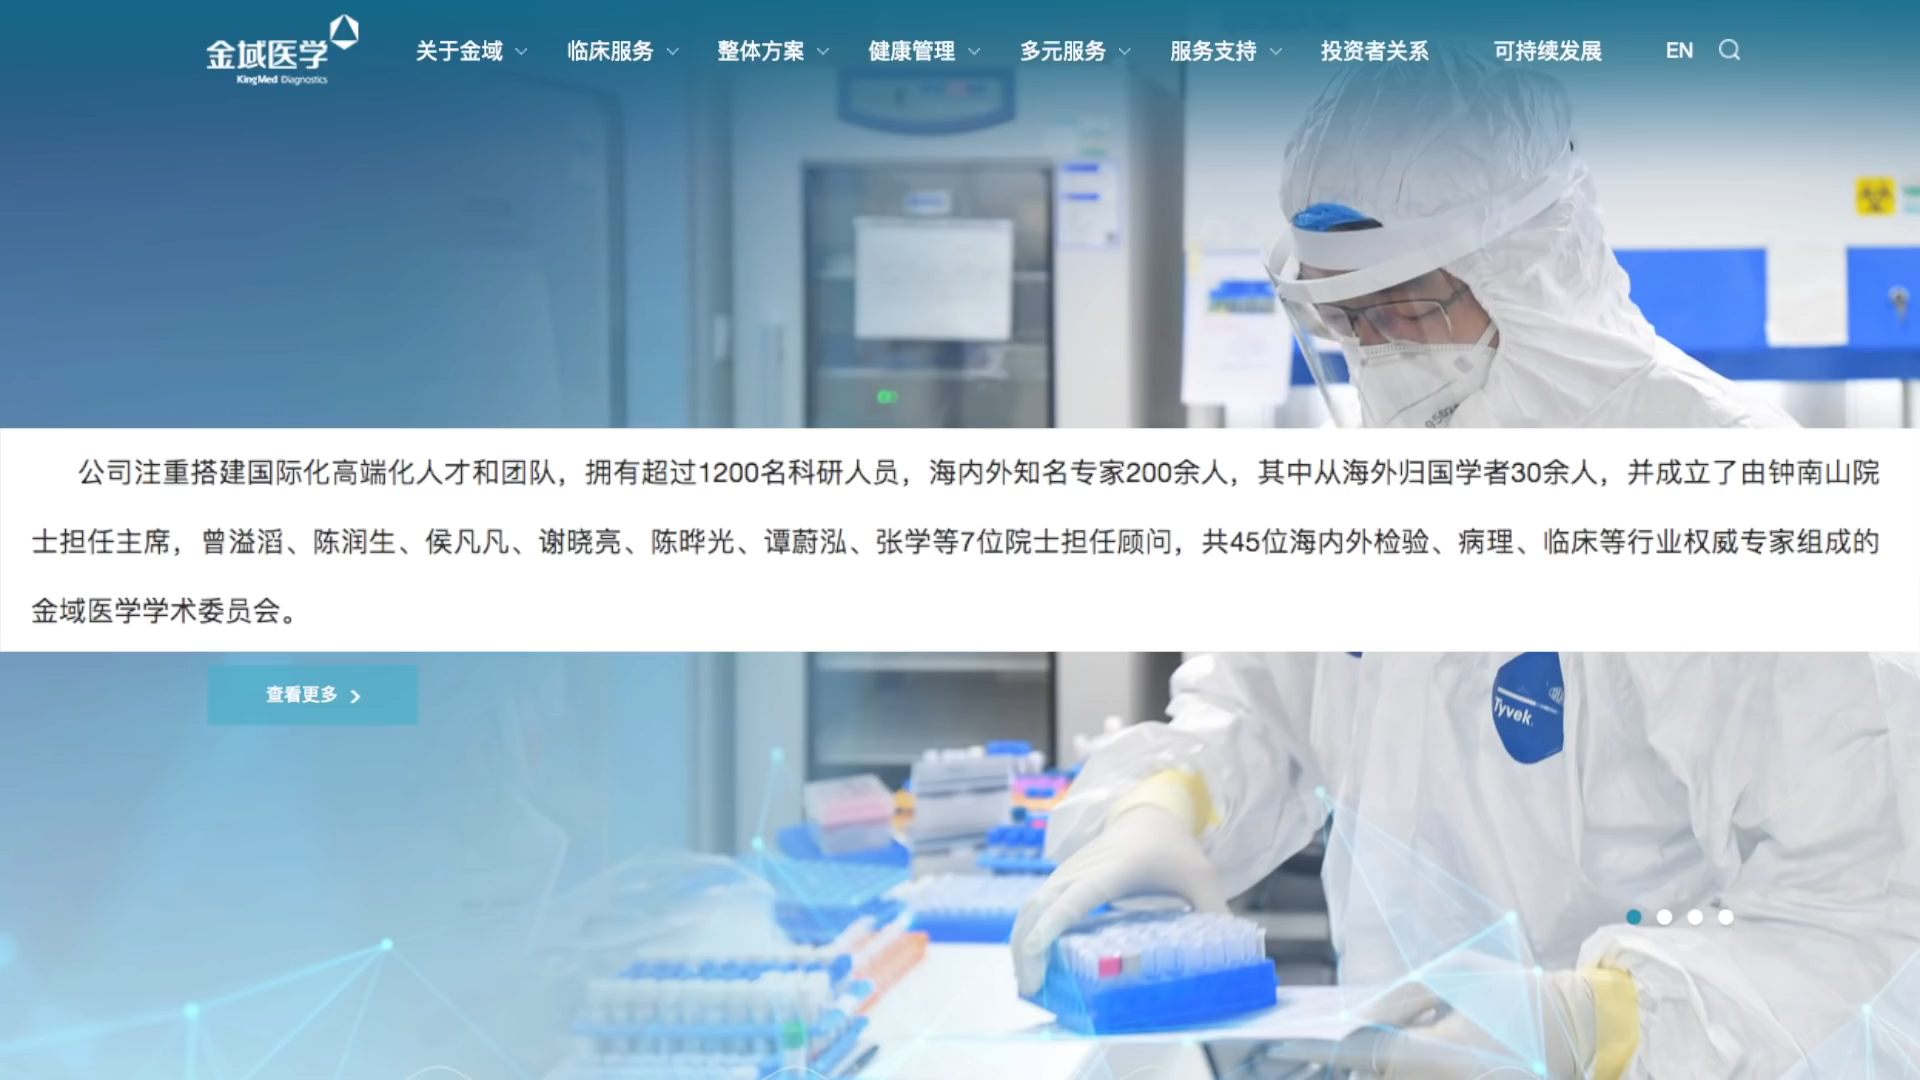 金域医学
KingMed Diagnostics
关于金域
临床服务
整体方案
健康管理
多元服务
服务支持
投资者关系
可持续发展
EN
公司注重搭建国际化高端化人才和团队，拥有超过1200名科研人员，海内外知名专家200余人，其中从海外归国学者30余人，并成立了由钟南山院
士担任主席，曾溢滔、陈润生、侯凡凡、谢晓亮、陈晔光、谭蔚泓、张学等7位院士担任顾问，共45位海内外检验、病理、临床等行业权威专家组成的
金域医学学术委员会。
查看更多
Tyvek.